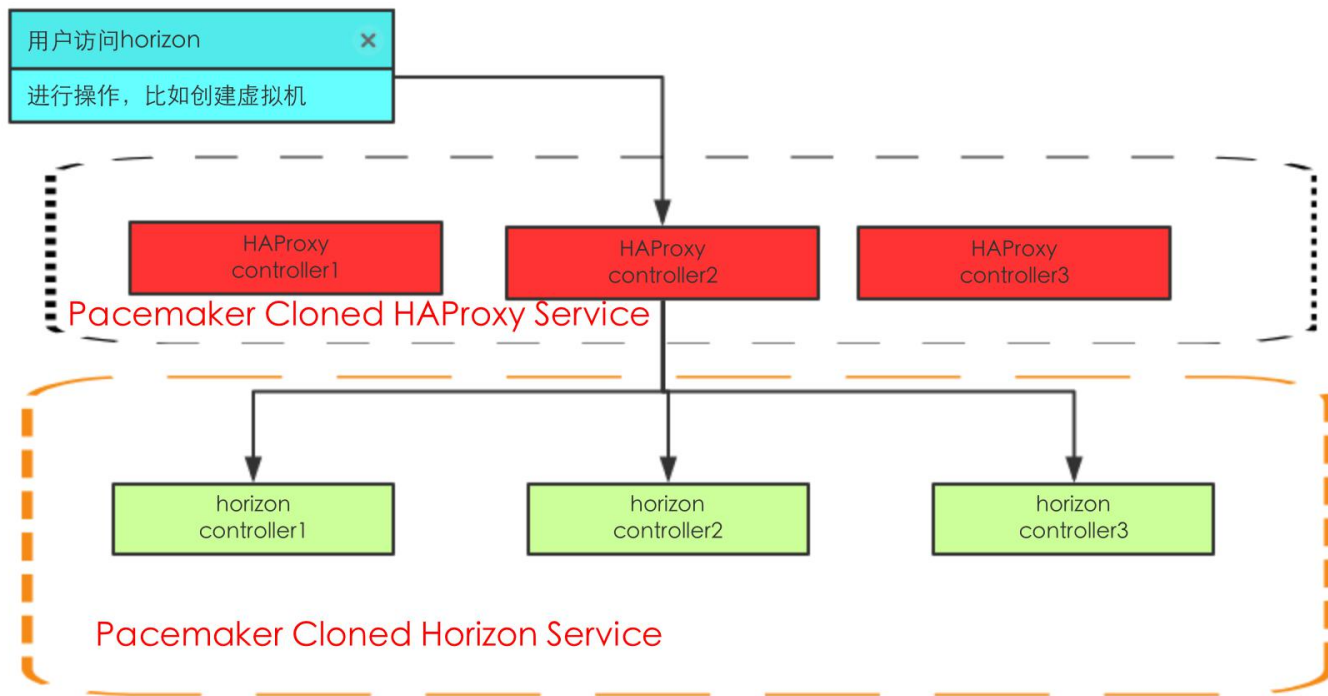 用户访问horizon
进行操作，比如创建虚拟机
HAProxy
controller1
HAProxy
controller2
HAProxy
controller3
Pacemaker Cloned HAProxy Service
horizon
controller1
horizon
controller2
horizon
controller3
Pacemaker Cloned Horizon Service